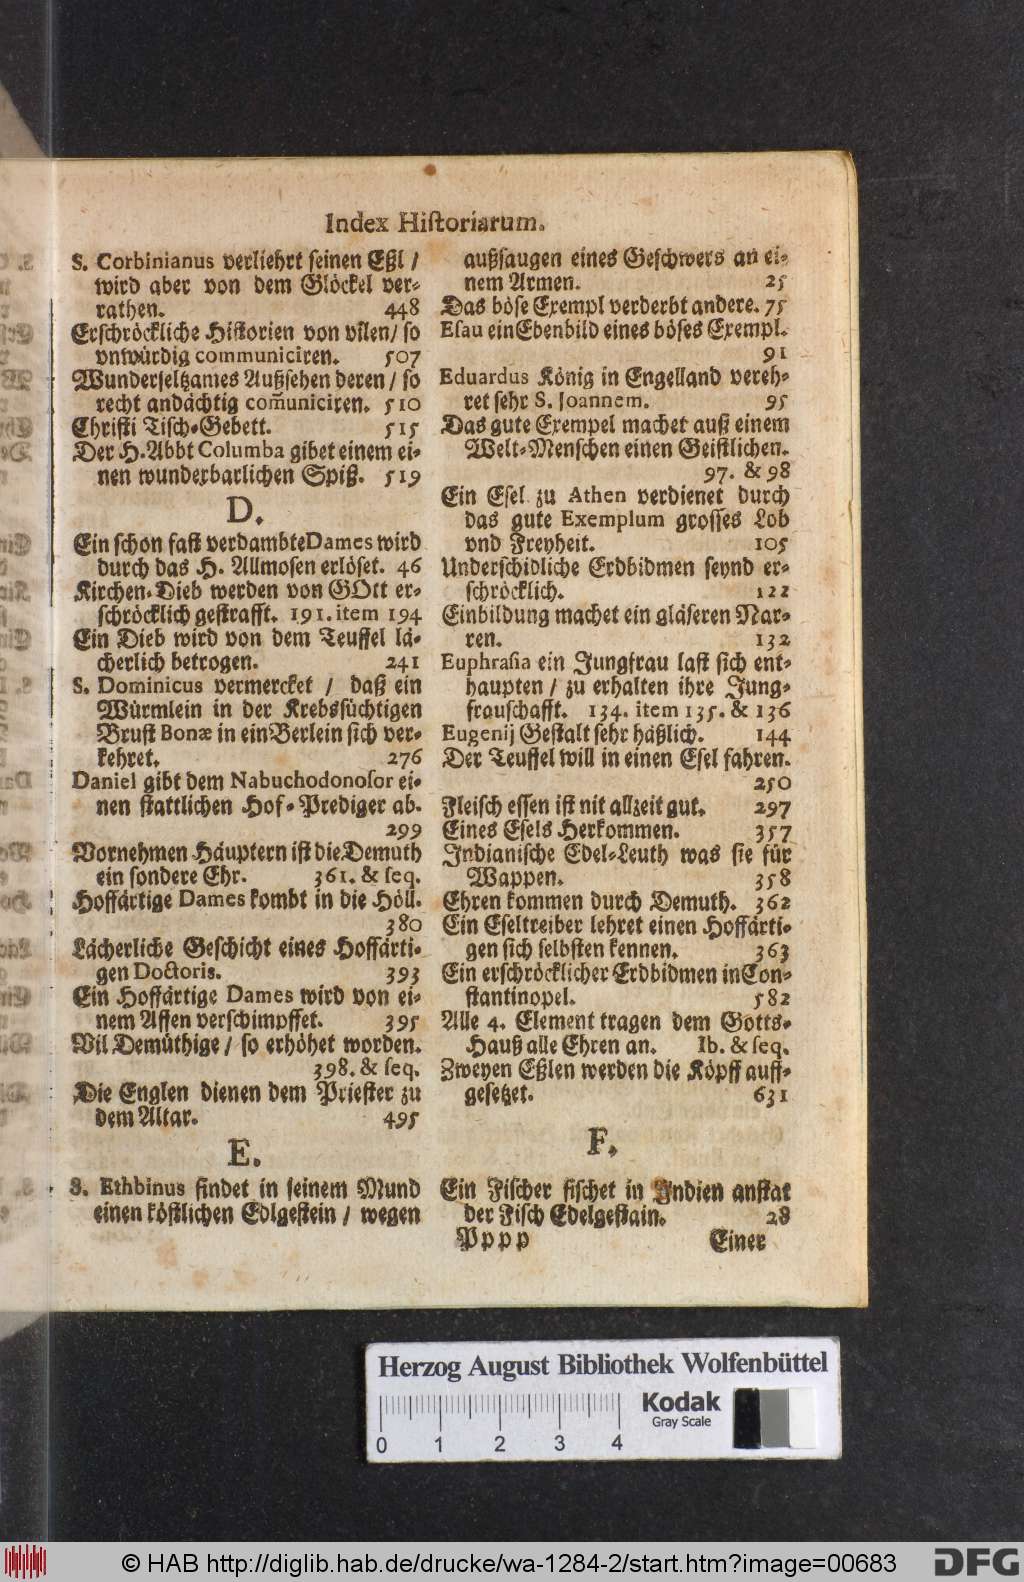 Index Historiarum.
S. Corbinianus verliehrt seinen Eßl /
wird aber von dem Glöckel ver-
rathen. 448
Erschröckliche Historien von vilen / so
vnwürdig communiciren. 507
Wunderseltzames Außsehen deren / so
recht andächtig com̃uniciren. 510
Christi Tisch-Gebett. 515
Der H. Abbt Columba gibet einem ei-
nen wunderbarlichen Spiß. 519
D.
Ein schon fast verdambte Dames wird
durch das H. Allmosen erlöset. 46
Kirchen-Dieb werden von GOtt er-
schröcklich gestrafft. 191. item 194
Ein Dieb wird von dem Teuffel lä-
cherlich betrogen. 241
S. Dominicus vermercket / daß ein
Würmlein in der Krebssüchtigen
Brust Bonæ in ein Berlein sich ver-
kehret. 276
Daniel gibt dem Nabuchodonosor ei-
nen stattlichen Hof-Prediger ab.
299
Vornehmen Häuptern ist die Demuth
ein sondere Ehr. 361. & seq.
Hoffärtige Dames kombt in die Höll.
380
Lächerliche Geschicht eines Hoffärti-
gen Doctoris. 393
Ein Hoffärtige Dames wird von ei-
nem Affen verschimpffet. 395
Vil Demüthige / so erhöhet worden.
398. & seq.
Die Englen dienen dem Priester zu
dem Altar. 495
E.
S. Ethbinus findet in seinem Mund
einen köstlichen Edlgestein / wegen
außsaugen eines Geschwers an ei-
nem Armen. 25
Das böse Exempl verderbt andere. 75
Esau ein Ebenbild eines böses Exempl.
91
Eduardus König in Engelland vereh-
ret sehr S. Joannem. 95
Das gute Exempel machet auß einem
Welt-Menschen einen Geistlichen.
97. & 98
Ein Esel zu Athen verdienet durch
das gute Exemplum grosses Lob
vnd Freyheit. 105
Underschidliche Erdbidmen seynd er-
schröcklich. 122
Einbildung machet ein gläseren Nar-
ren. 132
Euphrasia ein Jungfrau last sich ent-
haupten / zu erhalten ihre Jung-
frauschafft. 134. item 135. & 136
Eugenij Gestalt sehr häßlich. 144
Der Teuffel will in einen Esel fahren.
250
Fleisch essen ist nit allzeit gut. 297
Eines Esels Herkommen. 357
Indianische Edel-Leuth was sie für
Wappen. 358
Ehren kommen durch Demuth. 362
Ein Eseltreiber lehret einen Hoffärti-
gen sich selbsten kennen. 363
Ein erschröcklicher Erdbidmen in Con-
stantinopel. 582
Alle 4. Element tragen dem Gotts-
Hauß alle Ehren an. Ib. & seq.
Zweyen Eßlen werden die Köpff auff-
gesetzet. 631
F.
Ein Fischer fischet in Indien anstat
der Fisch Edelgestain. 28
Pppp Einer
Herzog August Bibliothek Wolfenbüttel
Kodak
Gray Scale
0 1 2 3 4
© HAB http://diglib.hab.de/drucke/wa-1284-2/start.htm?image=00683
DFG